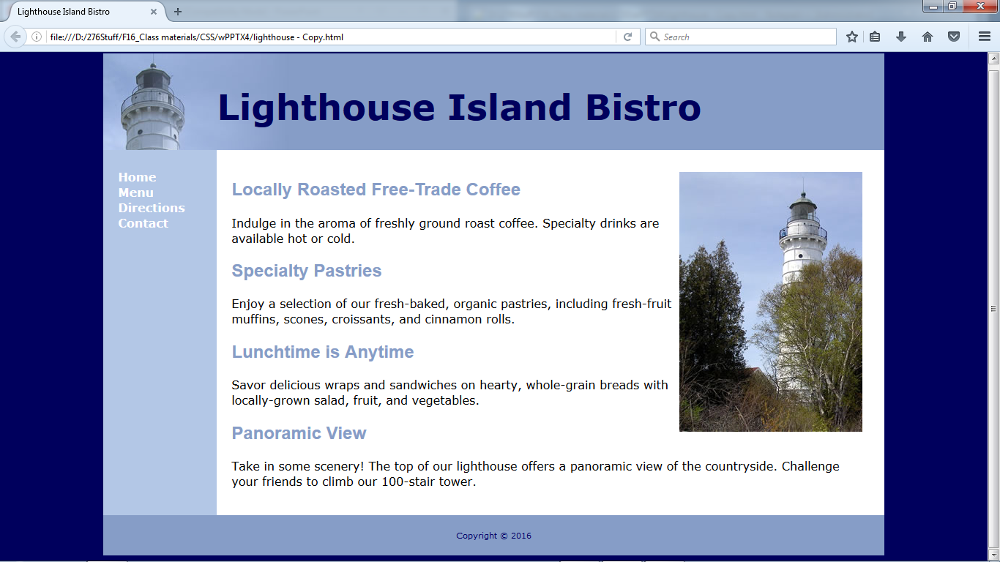 Lighthouse Island Bistro
file:///D:/276Stuff/F16_Class materials/CSS/wPPTX4/lighthouse - Copy.html
Search
Lighthouse Island Bistro
Home
Menu
Directions
Contact
Locally Roasted Free-Trade Coffee
Indulge in the aroma of freshly ground roast coffee. Specialty drinks are
available hot or cold.
Specialty Pastries
Enjoy a selection of our fresh-baked, organic pastries, including fresh-fruit
muffins, scones, croissants, and cinnamon rolls.
Lunchtime is Anytime
Savor delicious wraps and sandwiches on hearty, whole-grain breads with
locally-grown salad, fruit, and vegetables.
Panoramic View
Take in some scenery! The top of our lighthouse offers a panoramic view of the countryside. Challenge
your friends to climb our 100-stair tower.
Copyright © 2016